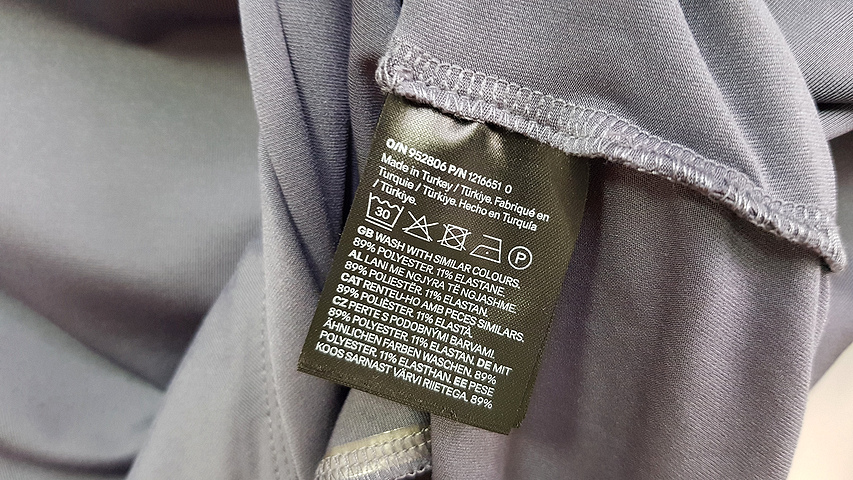 O/N 952806 P/N 1216651 0
Made in Turkey / Türkiye. Fabriqué en
Turquie / Türkiye. Hecho en Turquía
/ Türkiye.
30 P
GB WASH WITH SIMILAR COLOURS.
89% POLYESTER. 11% ELASTANE.
AL LANI ME NGJYRA TË NGJASHME.
89% POLIESTËR. 11% ELASTAN.
CAT RENTEU-HO AMB PECES SIMILARS.
89% POLIÈSTER. 11% ELASTÀ.
CZ PERTE S PODOBNÝMI BARVAMI.
89% POLYESTER. 11% ELASTAN. DE MIT
ÄHNLICHEN FARBEN WASCHEN. 89%
POLYESTER. 11% ELASTHAN. EE PESE
KOOS SARNAST VÄRVI RIIETEGA. 89%